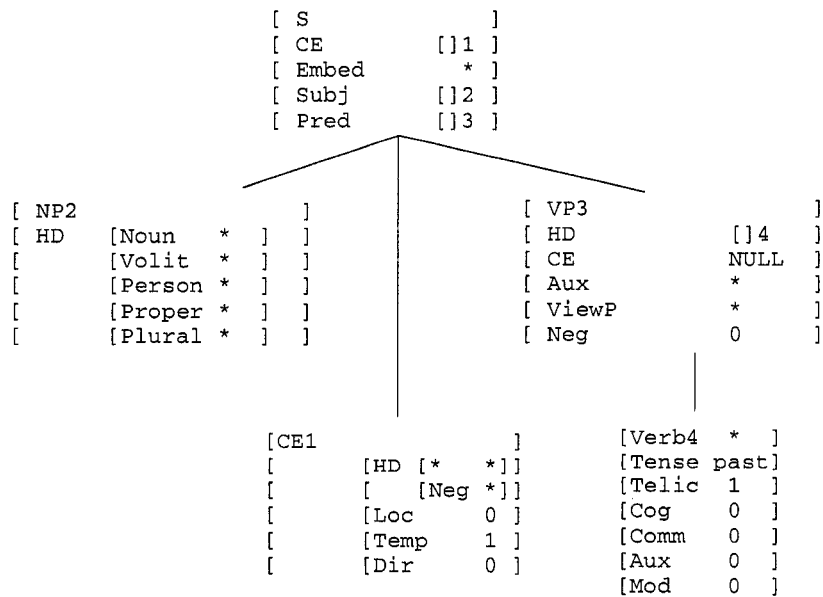 [ S ]
[ CE []1 ]
[ Embed * ]
[ Subj []2 ]
[ Pred []3 ]
[ NP2 ]
[ HD [Noun * ] ]
[ [Volit * ] ]
[ [Person * ] ]
[ [Proper * ] ]
[ [Plural * ] ]
[ VP3 ]
[ HD []4 ]
[ CE NULL ]
[ Aux * ]
[ ViewP * ]
[ Neg 0 ]
[CE1 ]
[ [HD [* *]]
[ [ [Neg *]]
[ [Loc 0 ]
[ [Temp 1 ]
[ [Dir 0 ]
[Verb4 * ]
[Tense past]
[Telic 1 ]
[Cog 0 ]
[Comm 0 ]
[Aux 0 ]
[Mod 0 ]